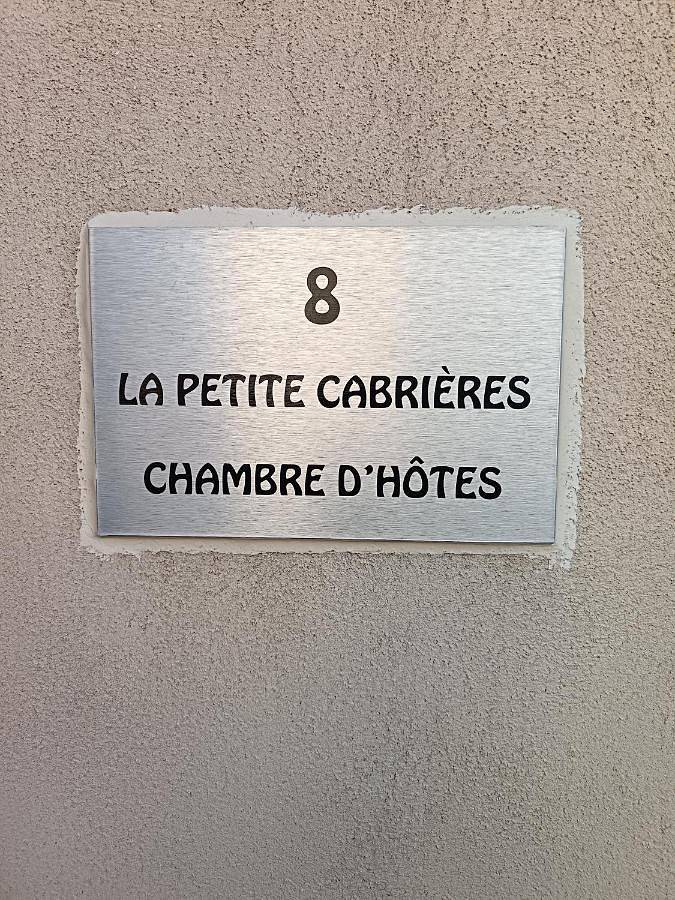 8
LA PETITE CABRIÈRES
CHAMBRE D'HÔTES